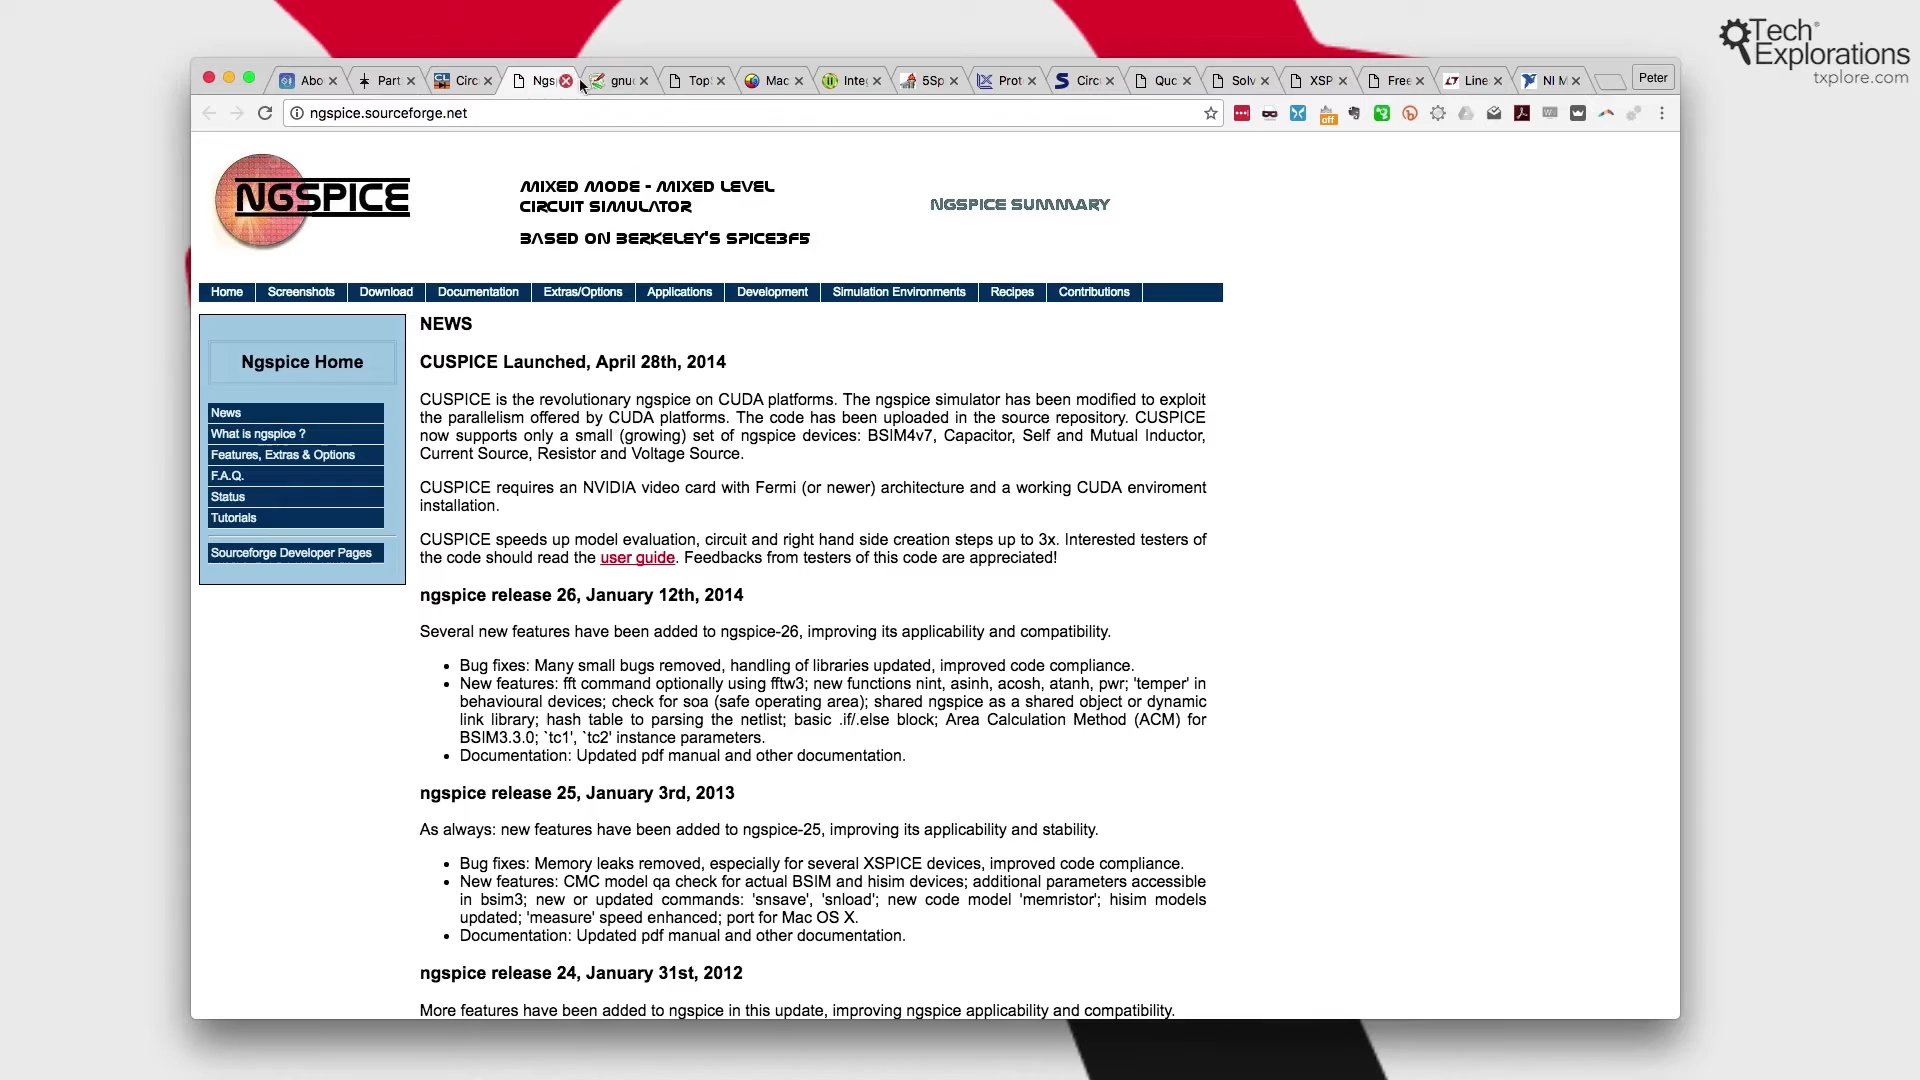 Tech
Explorations
txplore.com
Abo
Part
Circ
Ngs
gnu
Top
Mac
Inte
5Sp
Prot
Circ
Quc
Solv
XSP
Free
Line
NI M
Peter
ngspice.sourceforge.net
off
NGSPICE
MIXED MODE - MIXED LEVEL
CIRCUIT SIMULATOR
BASED ON BERKELEY'S SPICE3F5
NGSPICE SUMMARY
Home Screenshots Download Documentation Extras/Options Applications Development Simulation Environments Recipes Contributions
Ngspice Home
News
What is ngspice ?
Features, Extras & Options
F.A.Q.
Status
Tutorials
Sourceforge Developer Pages
NEWS
CUSPICE Launched, April 28th, 2014
CUSPICE is the revolutionary ngspice on CUDA platforms. The ngspice simulator has been modified to exploit
the parallelism offered by CUDA platforms. The code has been uploaded in the source repository. CUSPICE
now supports only a small (growing) set of ngspice devices: BSIM4v7, Capacitor, Self and Mutual Inductor,
Current Source, Resistor and Voltage Source.
CUSPICE requires an NVIDIA video card with Fermi (or newer) architecture and a working CUDA enviroment
installation.
CUSPICE speeds up model evaluation, circuit and right hand side creation steps up to 3x. Interested testers of
the code should read the user guide. Feedbacks from testers of this code are appreciated!
ngspice release 26, January 12th, 2014
Several new features have been added to ngspice-26, improving its applicability and compatibility.
• Bug fixes: Many small bugs removed, handling of libraries updated, improved code compliance.
• New features: fft command optionally using fftw3; new functions nint, asinh, acosh, atanh, pwr; 'temper' in
behavioural devices; check for soa (safe operating area); shared ngspice as a shared object or dynamic
link library; hash table to parsing the netlist; basic .if/.else block; Area Calculation Method (ACM) for
BSIM3.3.0; `tc1', `tc2' instance parameters.
• Documentation: Updated pdf manual and other documentation.
ngspice release 25, January 3rd, 2013
As always: new features have been added to ngspice-25, improving its applicability and stability.
• Bug fixes: Memory leaks removed, especially for several XSPICE devices, improved code compliance.
• New features: CMC model qa check for actual BSIM and hisim devices; additional parameters accessible
in bsim3; new or updated commands: 'snsave', 'snload'; new code model 'memristor'; hisim models
updated; 'measure' speed enhanced; port for Mac OS X.
• Documentation: Updated pdf manual and other documentation.
ngspice release 24, January 31st, 2012
More features have been added to ngspice in this update, improving ngspice applicability and compatibility.